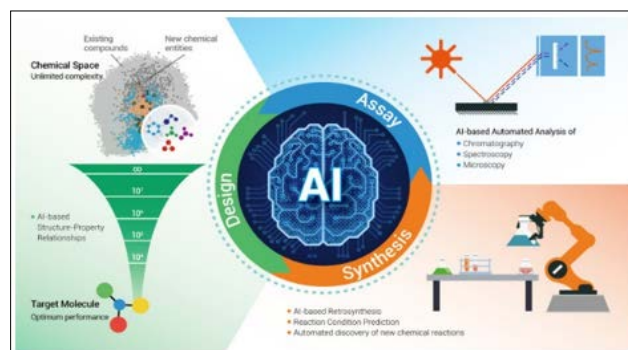 Existing
compounds
New chemical
entities
Chemical Space
Unlimited complexity
∞
AI-based
Structure-Property
Relationships
Target Molecule
Optimum performance
Design
Assay
Synthesis
AI
AI-based Automated Analysis of
Chromatography
Spectroscopy
Microscopy
AI-based Retrosynthesis
Reaction Condition Prediction
Automated discovery of new chemical reactions